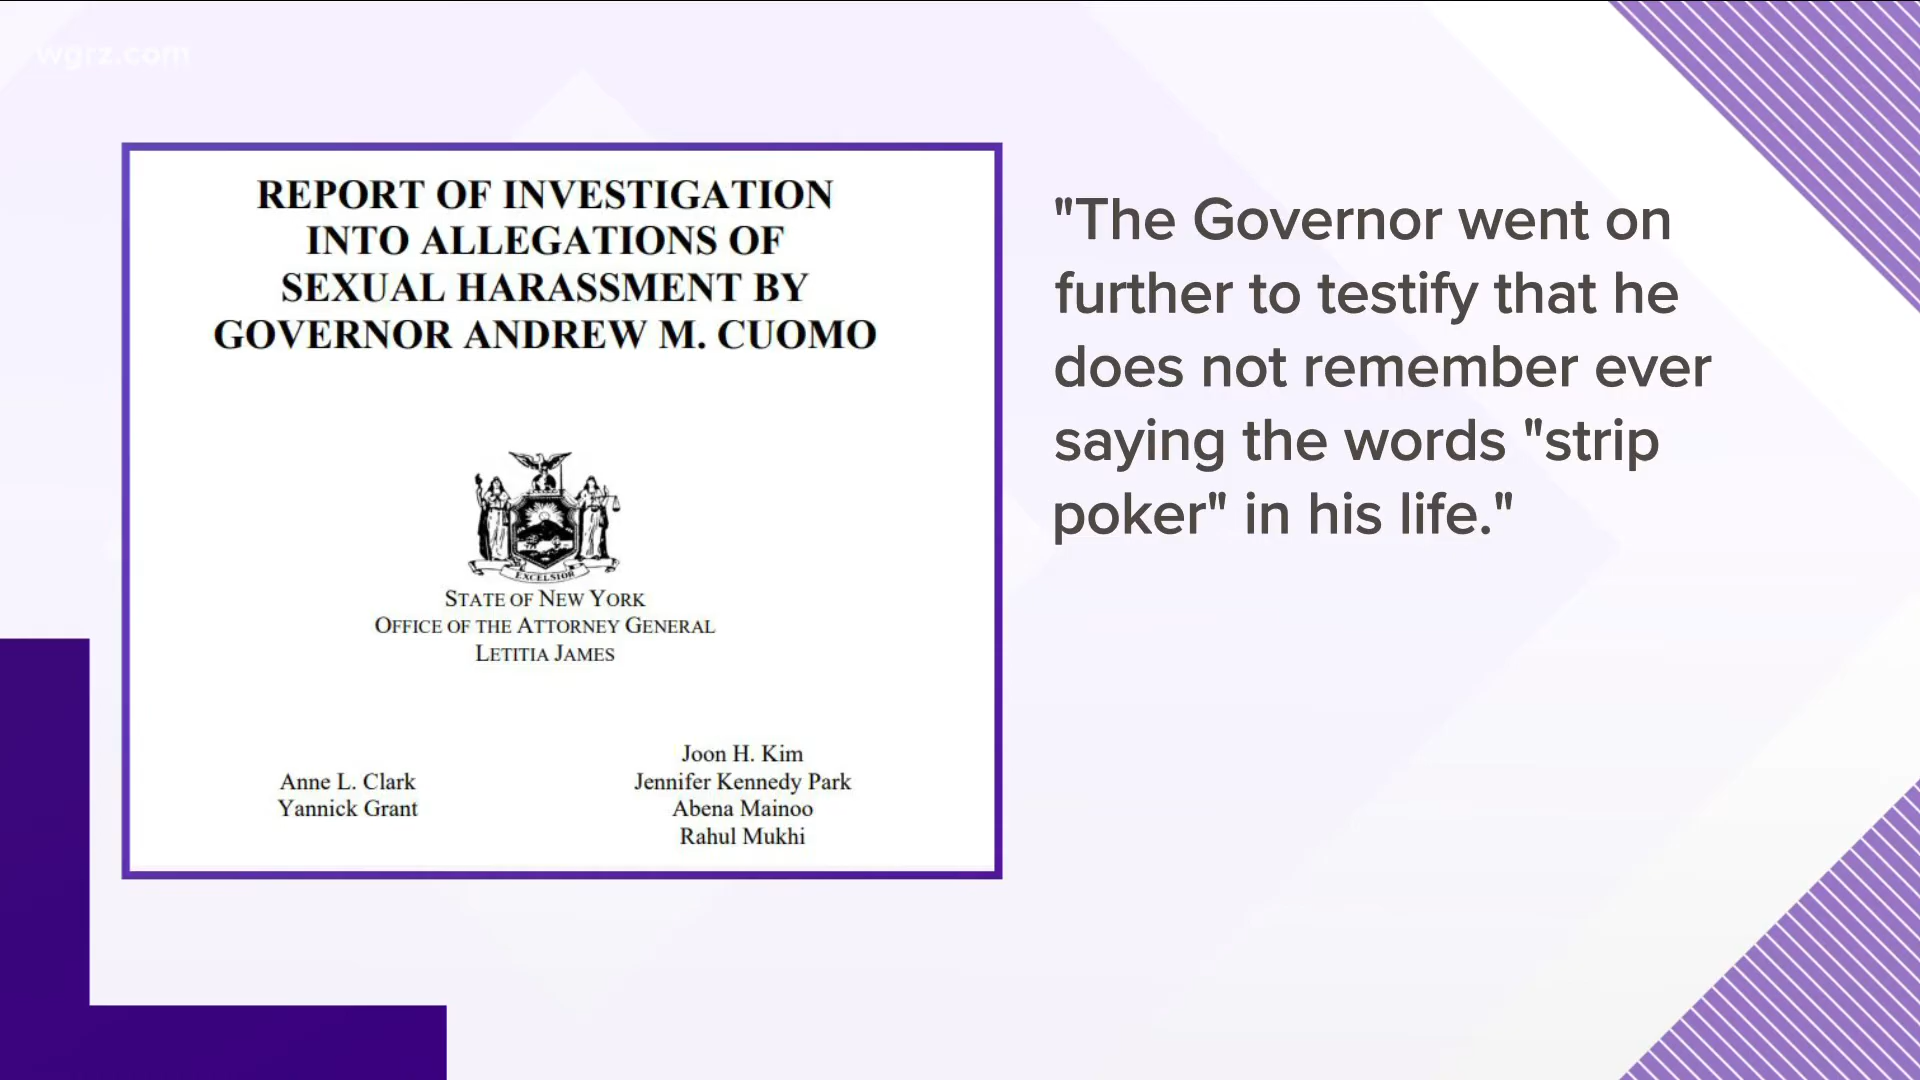 wgrz.com
REPORT OF INVESTIGATION
INTO ALLEGATIONS OF
SEXUAL HARASSMENT BY
GOVERNOR ANDREW M. CUOMO
EXCELSIOR
STATE OF NEW YORK
OFFICE OF THE ATTORNEY GENERAL
LETITIA JAMES
Anne L. Clark
Yannick Grant
Joon H. Kim
Jennifer Kennedy Park
Abena Mainoo
Rahul Mukhi
"The Governor went on
further to testify that he
does not remember ever
saying the words "strip
poker" in his life."